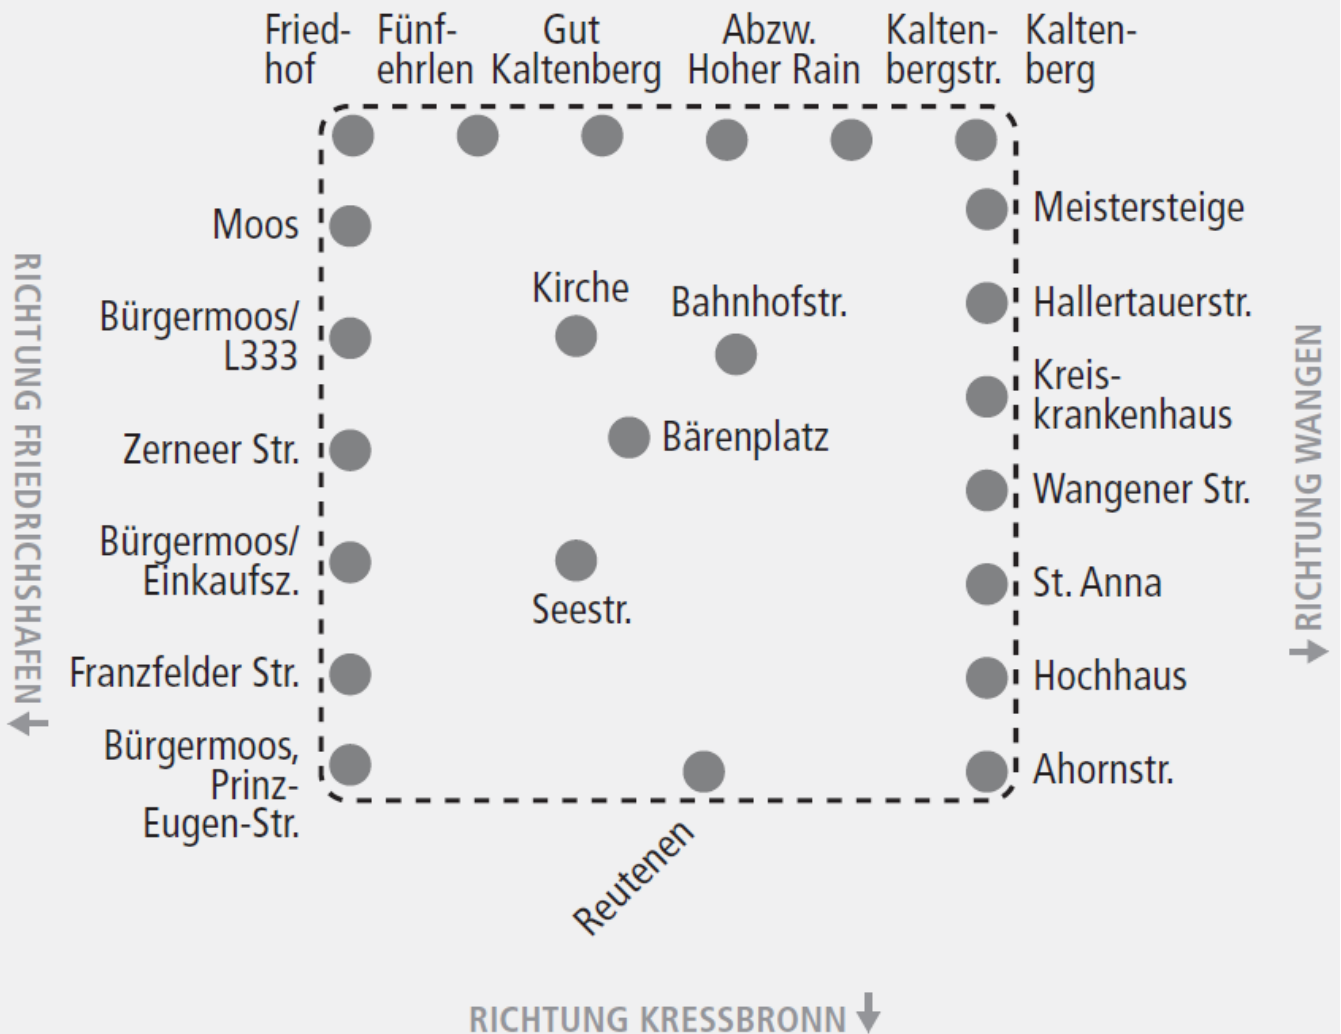 Fried-
hof
Fünf-
ehrlen
Gut
Kaltenberg
Abzw.
Hoher Rain
Kalten-
bergstr.
Kalten-
berg
Moos
Bürgermoos/
L333
Zerneer Str.
Bürgermoos/
Einkaufsz.
Franzfelder Str.
Bürgermoos,
Prinz-
Eugen-Str.
Kirche
Bahnhofstr.
Bärenplatz
Seestr.
Meistersteige
Hallertauerstr.
Kreis-
krankenhaus
Wangener Str.
St. Anna
Hochhaus
Ahornstr.
Reutenen
RICHTUNG FRIEDRICHSHAFEN
RICHTUNG WANGEN
RICHTUNG KRESSBRONN